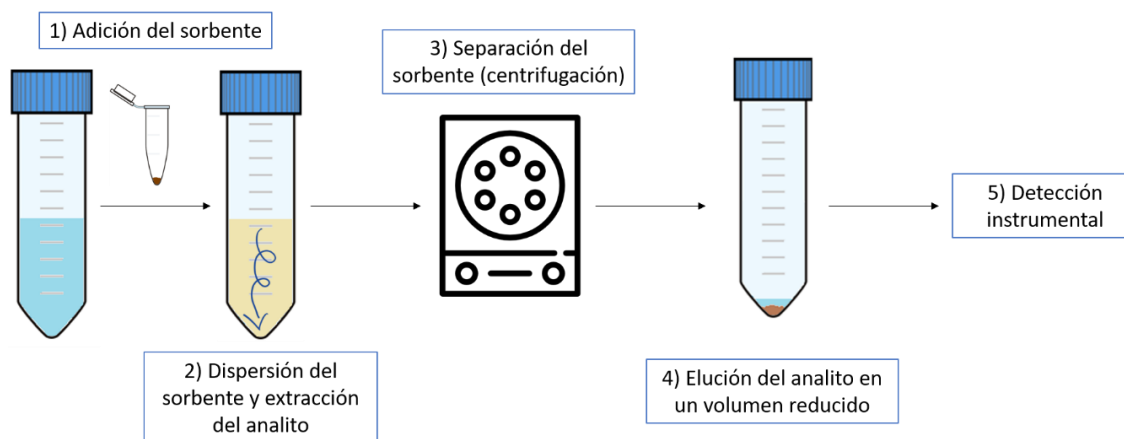 1) Adición del sorbente
2) Dispersión del
sorbente y extracción
del analito
3) Separación del
sorbente (centrifugación)
4) Elución del analito en
un volumen reducido
5) Detección
instrumental